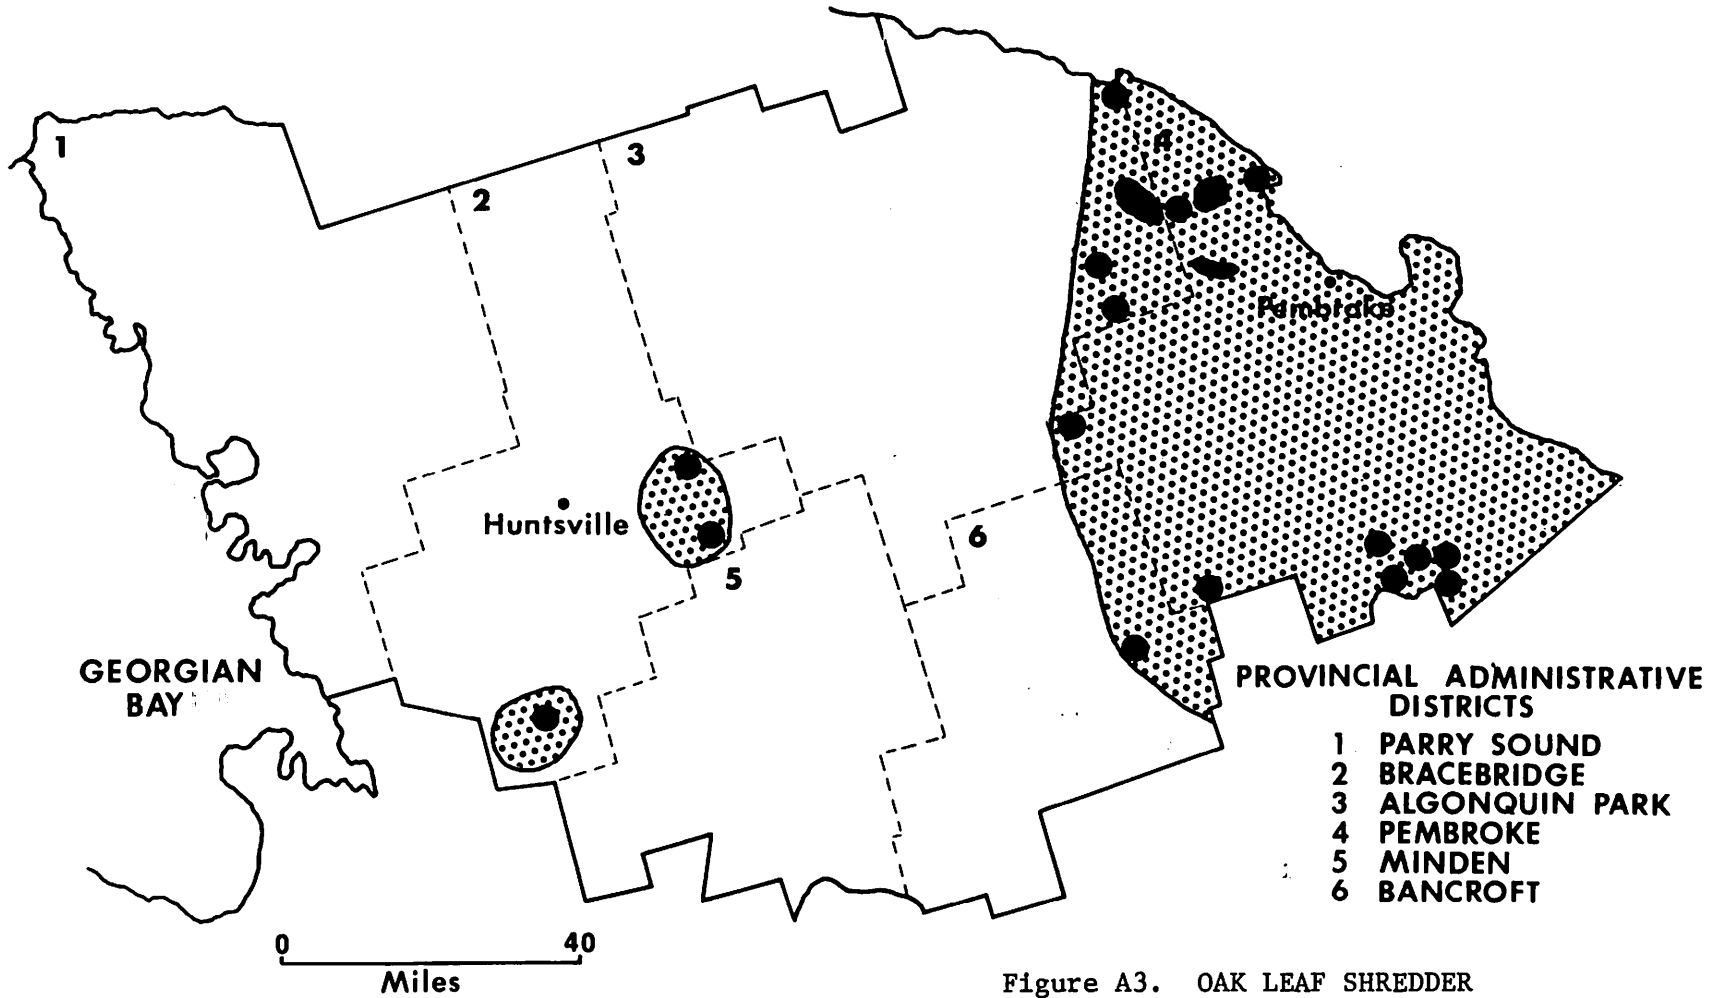 1
2
3
4
Pembroke
Huntsville
5
6
GEORGIAN
BAY
PROVINCIAL ADMINISTRATIVE
DISTRICTS
1 PARRY SOUND
2 BRACEBRIDGE
3 ALGONQUIN PARK
4 PEMBROKE
5 MINDEN
6 BANCROFT
0 40
Miles
Figure A3. OAK LEAF SHREDDER